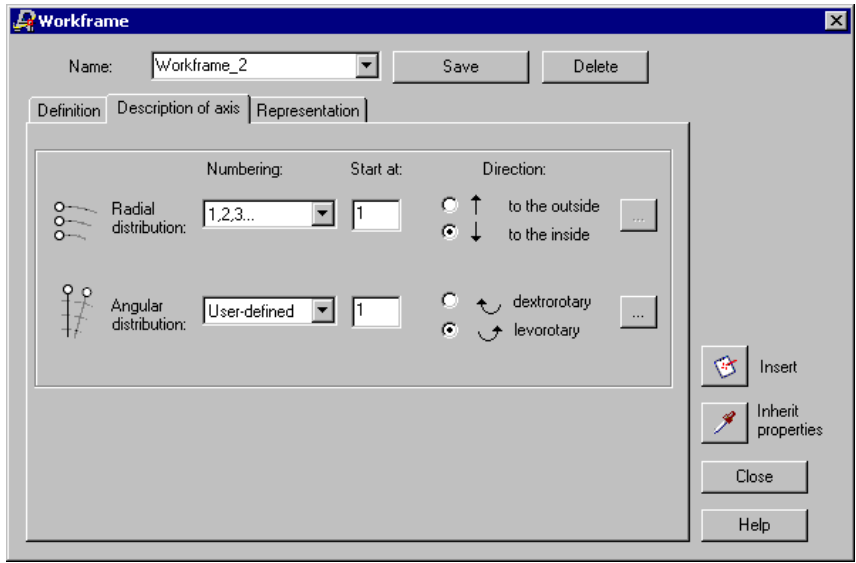 Workframe
Name: Workframe_2 Save Delete
Definition Description of axis Representation
Numbering: Start at: Direction:
Radial
distribution:
1,2,3... 1
to the outside
to the inside
...
Angular
distribution:
User-defined 1
dextrorotary
levorotary
...
Insert
Inherit
properties
Close
Help